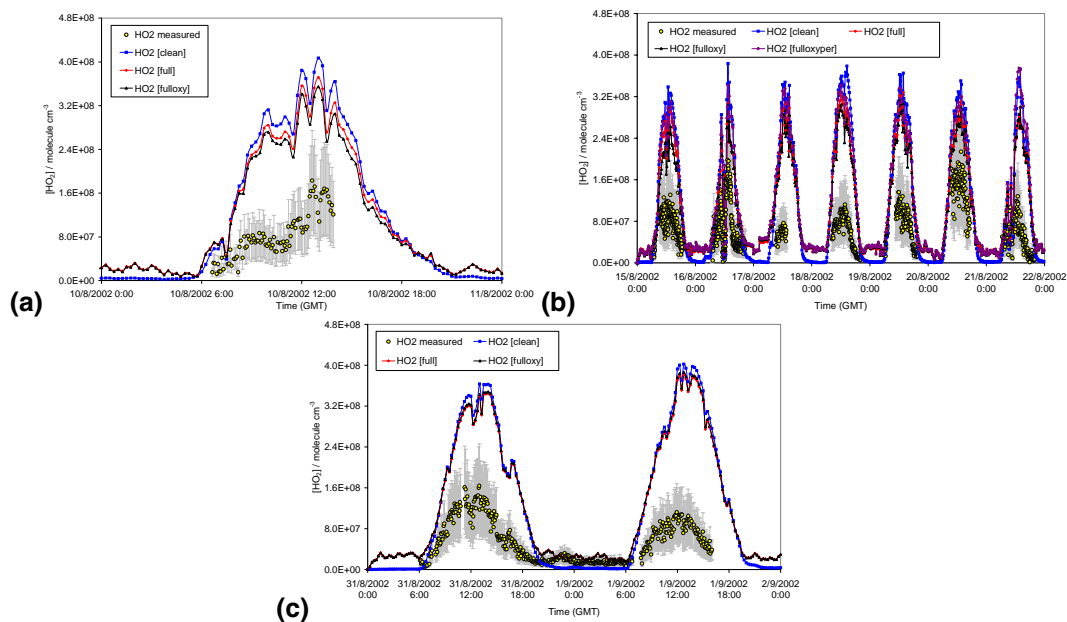 4.8E+08
4.0E+08
3.2E+08
2.4E+08
1.6E+08
8.0E+07
0.0E+00
[HO2] / molecule cm-3
HO2 measured
HO2 [clean]
HO2 [full]
HO2 [fulloxy]
10/8/2002 0:00
10/8/2002 6:00
10/8/2002 12:00
10/8/2002 18:00
11/8/2002 0:00
Time (GMT)
(a)
4.8E+08
4.0E+08
3.2E+08
2.4E+08
1.6E+08
8.0E+07
0.0E+00
[HO2] / molecule cm-3
HO2 measured HO2 [clean] HO2 [full]
HO2 [fulloxy] HO2 [fulloxyper]
15/8/2002 16/8/2002 17/8/2002 18/8/2002 19/8/2002 20/8/2002 21/8/2002 22/8/2002
0:00 0:00 0:00 0:00 0:00 0:00 0:00 0:00
Time (GMT)
(b)
4.8E+08
4.0E+08
3.2E+08
2.4E+08
1.6E+08
8.0E+07
0.0E+00
[HO2] / molecule cm-3
HO2 measured HO2 [clean]
HO2 [full] HO2 [fulloxy]
31/8/2002 31/8/2002 31/8/2002 31/8/2002 1/9/2002 1/9/2002 1/9/2002 1/9/2002 2/9/2002
0:00 6:00 12:00 18:00 0:00 6:00 12:00 18:00 0:00
Time (GMT)
(c)